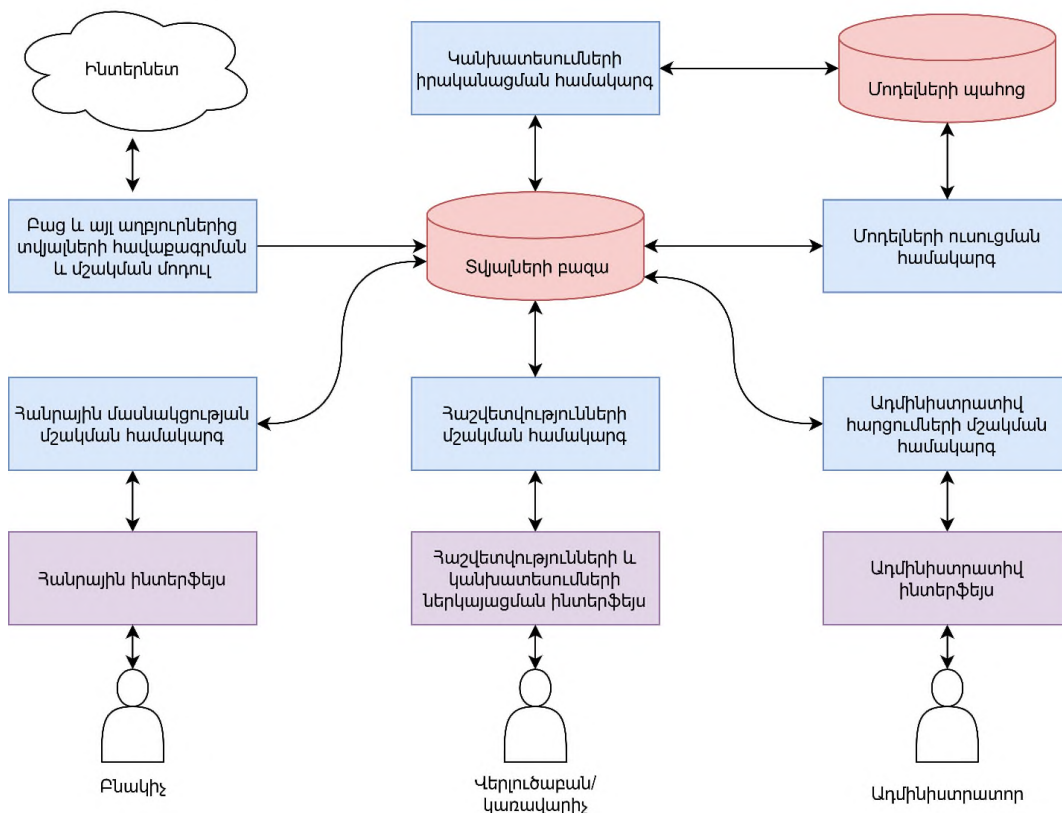 Ինտերնետ
Կանխատեսումների
իրականացման համակարգ
Մոդելների պահոց
Բաց և այլ աղբյուրներից
տվյալների հավաքագրման
և մշակման մոդուլ
Տվյալների բազա
Մոդելների ուսուցման
համակարգ
Հանրային մասնակցության
մշակման համակարգ
Հաշվետվությունների
մշակման համակարգ
Ադմինիստրատիվ
հարցումների մշակման
համակարգ
Հանրային ինտերֆեյս
Հաշվետվությունների և
կանխատեսումների
ներկայացման ինտերֆեյս
Ադմինիստրատիվ
ինտերֆեյս
Բնակիչ
Վերլուծաբան/
կառավարիչ
Ադմինիստրատոր